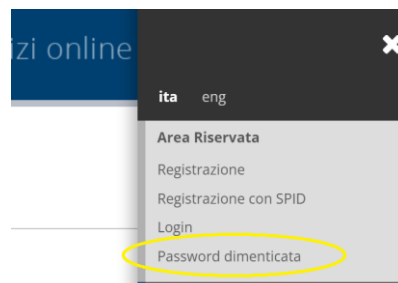 izi online
ita eng
Area Riservata
Registrazione
Registrazione con SPID
Login
Password dimenticata